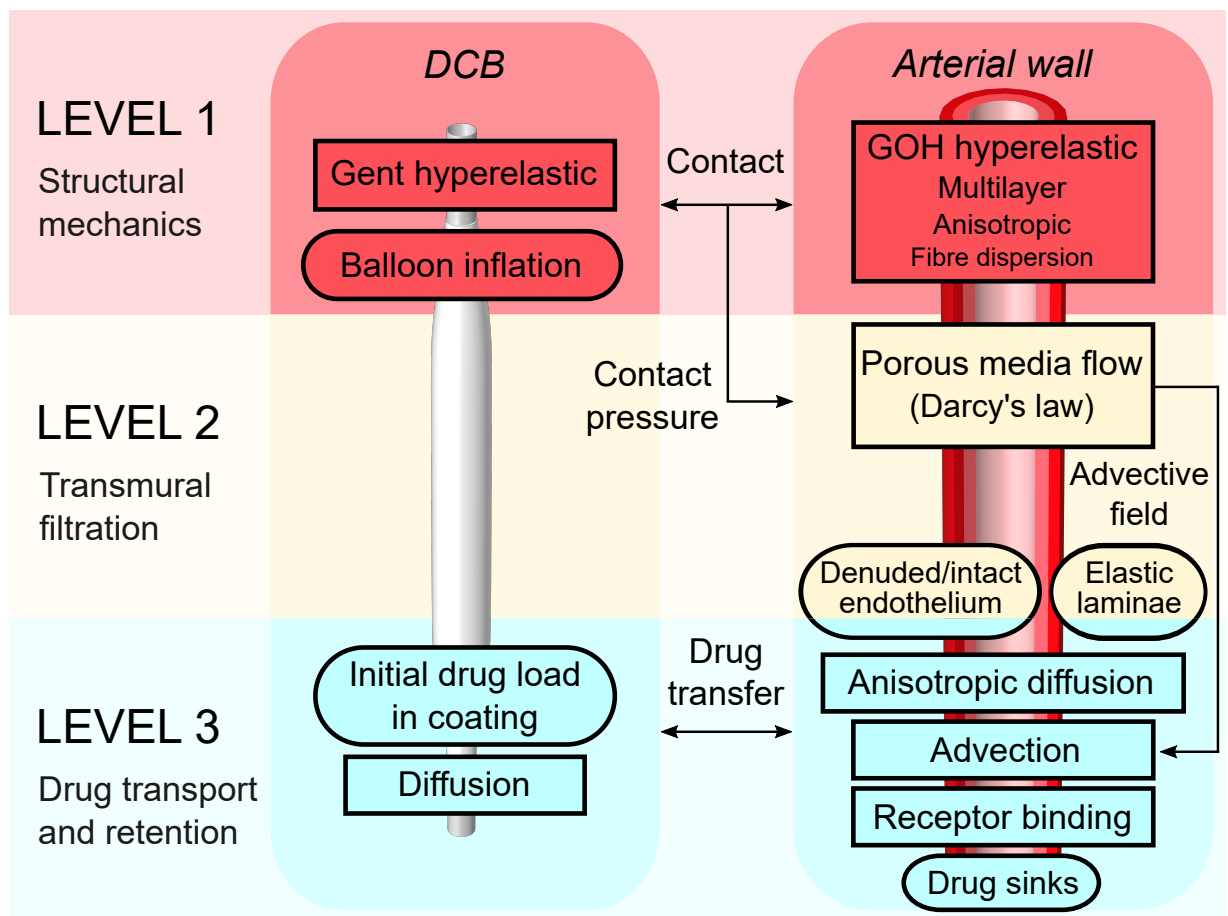 DCB
Arterial wall
LEVEL 1
Structural
mechanics
Gent hyperelastic
Balloon inflation
Contact
GOH hyperelastic
Multilayer
Anisotropic
Fibre dispersion
LEVEL 2
Transmural
filtration
Contact
pressure
Porous media flow
(Darcy's law)
Advective
field
Denuded/intact
endothelium
Elastic
laminae
LEVEL 3
Drug transport
and retention
Initial drug load
in coating
Diffusion
Drug
transfer
Anisotropic diffusion
Advection
Receptor binding
Drug sinks